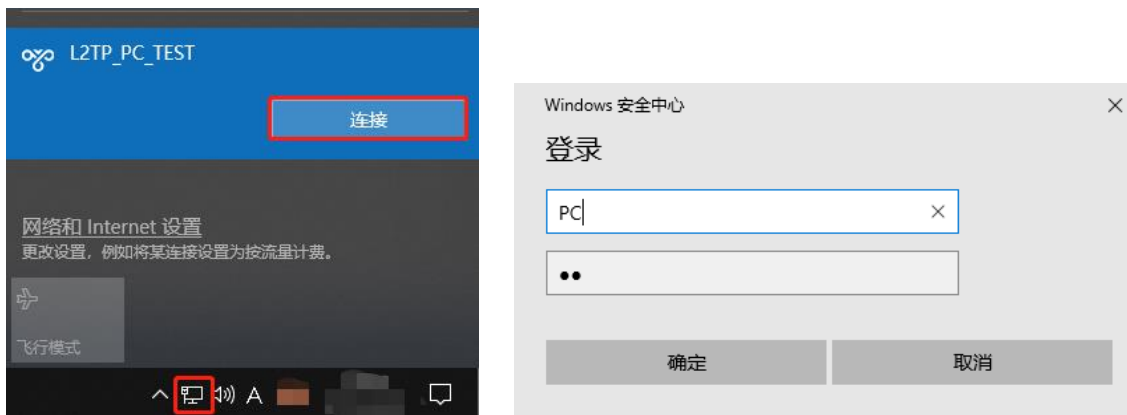 L2TP_PC_TEST
连接
网络和 Internet 设置
更改设置，例如将某连接设置为按流量计费。
飞行模式
A
Windows 安全中心
登录
PC
••
确定
取消